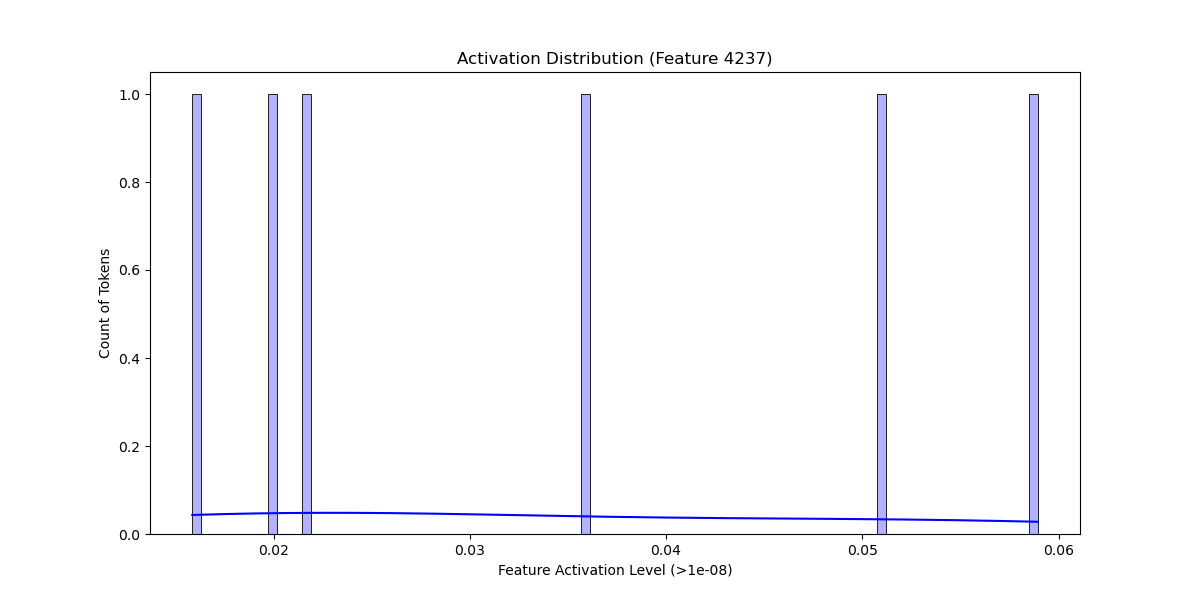 Activation Distribution (Feature 4237)
1.0
0.8
0.6
0.4
0.2
0.0
Count of Tokens
0.02 0.03 0.04 0.05 0.06
Feature Activation Level (>1e-08)